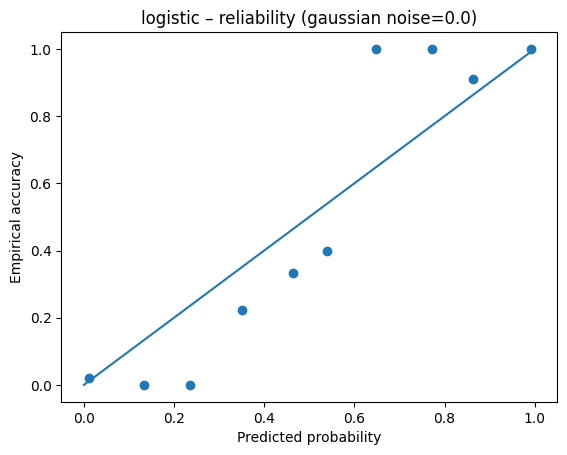 logistic – reliability (gaussian noise=0.0)
1.0
0.8
0.6
0.4
0.2
0.0
Empirical accuracy
0.0 0.2 0.4 0.6 0.8 1.0
Predicted probability